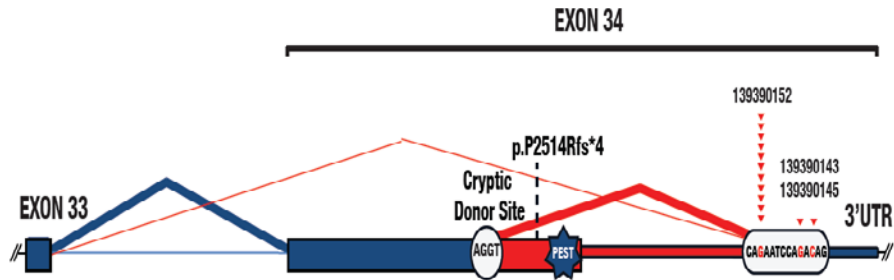 EXON 34
139390152
p.P2514Rfs*4
139390143
139390145
Cryptic
Donor Site
EXON 33
3'UTR
AGGT
PEST
CAGAATCCAGACAG